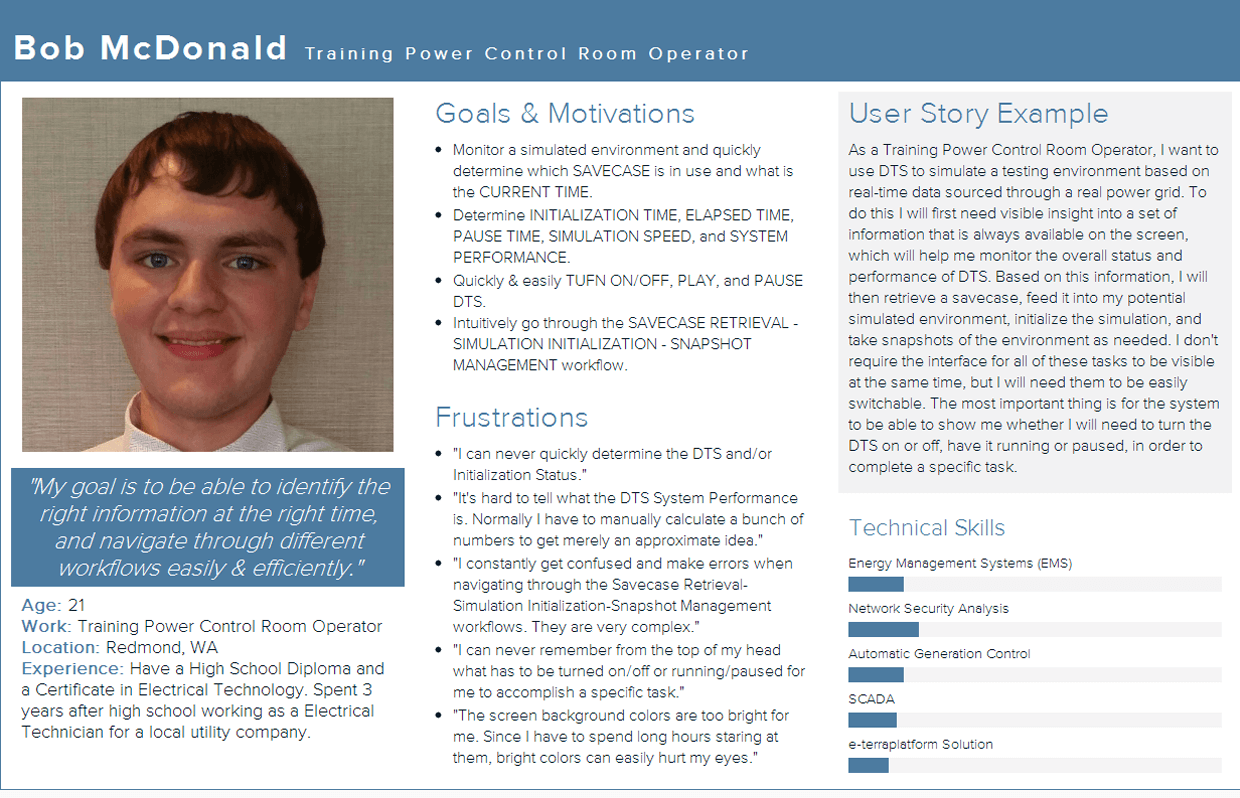 Bob McDonald Training Power Control Room Operator
"My goal is to be able to identify the
right information at the right time,
and navigate through different
workflows easily & efficiently."
Age: 21
Work: Training Power Control Room Operator
Location: Redmond, WA
Experience: Have a High School Diploma and
a Certificate in Electrical Technology. Spent 3
years after high school working as a Electrical
Technician for a local utility company.
Goals & Motivations
• Monitor a simulated environment and quickly
determine which SAVECASE is in use and what is
the CURRENT TIME.
• Determine INITIALIZATION TIME, ELAPSED TIME,
PAUSE TIME, SIMULATION SPEED, and SYSTEM
PERFORMANCE.
• Quickly & easily TUFN ON/OFF, PLAY, and PAUSE
DTS.
• Intuitively go through the SAVECASE RETRIEVAL -
SIMULATION INITIALIZATION - SNAPSHOT
MANAGEMENT workflow.
Frustrations
• "I can never quickly determine the DTS and/or
Initialization Status."
• "It's hard to tell what the DTS System Performance
is. Normally I have to manually calculate a bunch of
numbers to get merely an approximate idea."
• "I constantly get confused and make errors when
navigating through the Savecase Retrieval-
Simulation Initialization-Snapshot Management
workflows. They are very complex."
• "I can never remember from the top of my head
what has to be turned on/off or running/paused for
me to accomplish a specific task."
• "The screen background colors are too bright for
me. Since I have to spend long hours staring at
them, bright colors can easily hurt my eyes."
User Story Example
As a Training Power Control Room Operator, I want to
use DTS to simulate a testing environment based on
real-time data sourced through a real power grid. To
do this I will first need visible insight into a set of
information that is always available on the screen,
which will help me monitor the overall status and
performance of DTS. Based on this information, I will
then retrieve a savecase, feed it into my potential
simulated environment, initialize the simulation, and
take snapshots of the environment as needed. I don't
require the interface for all of these tasks to be visible
at the same time, but I will need them to be easily
switchable. The most important thing is for the system
to be able to show me whether I will need to turn the
DTS on or off, have it running or paused, in order to
complete a specific task.
Technical Skills
Energy Management Systems (EMS)
Network Security Analysis
Automatic Generation Control
SCADA
e-terraplatform Solution